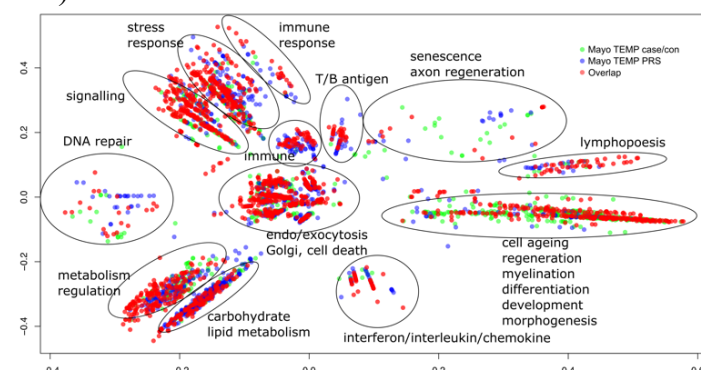 )
stress
response
immune
response
senescence
axon regeneration
Mayo TEMP case/con
Mayo TEMP PRS
Overlap
T/B antigen
signalling
DNA repair
immune
lymphopoesis
endo/exocytosis
Golgi, cell death
cell ageing
regeneration
myelination
differentiation
development
morphogenesis
metabolism
regulation
carbohydrate
lipid metabolism
interferon/interleukin/chemokine
0.4
0.2
0.0
−0.2
−0.4